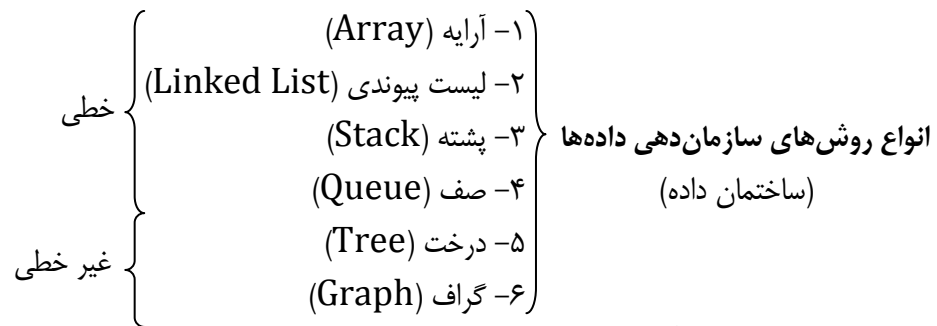 انواع روش‌های سازمان‌دهی داده‌ها
(ساختمان داده)
۱- آرایه (Array)
۲- لیست پیوندی (Linked List)
۳- پشته (Stack)
۴- صف (Queue)
۵- درخت (Tree)
۶- گراف (Graph)
خطی
غیر خطی